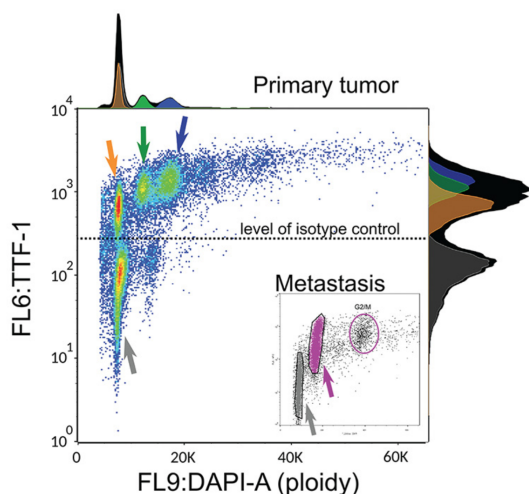 Primary tumor
10^4
10^3
10^2
10^1
10^0
FL6:TTF-1
level of isotype control
Metastasis
G2/M
0
20K
40K
60K
FL9:DAPI-A (ploidy)